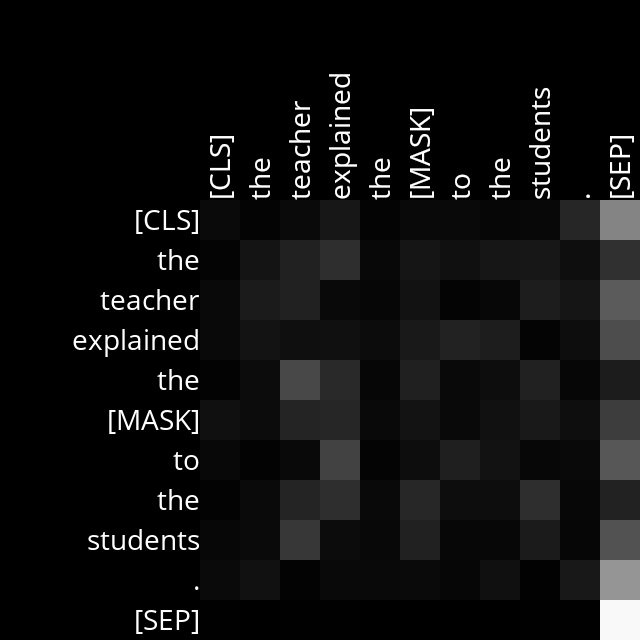 [CLS] the teacher explained the [MASK] to the students . [SEP]
[CLS]
the
teacher
explained
the
[MASK]
to
the
students
.
[SEP]